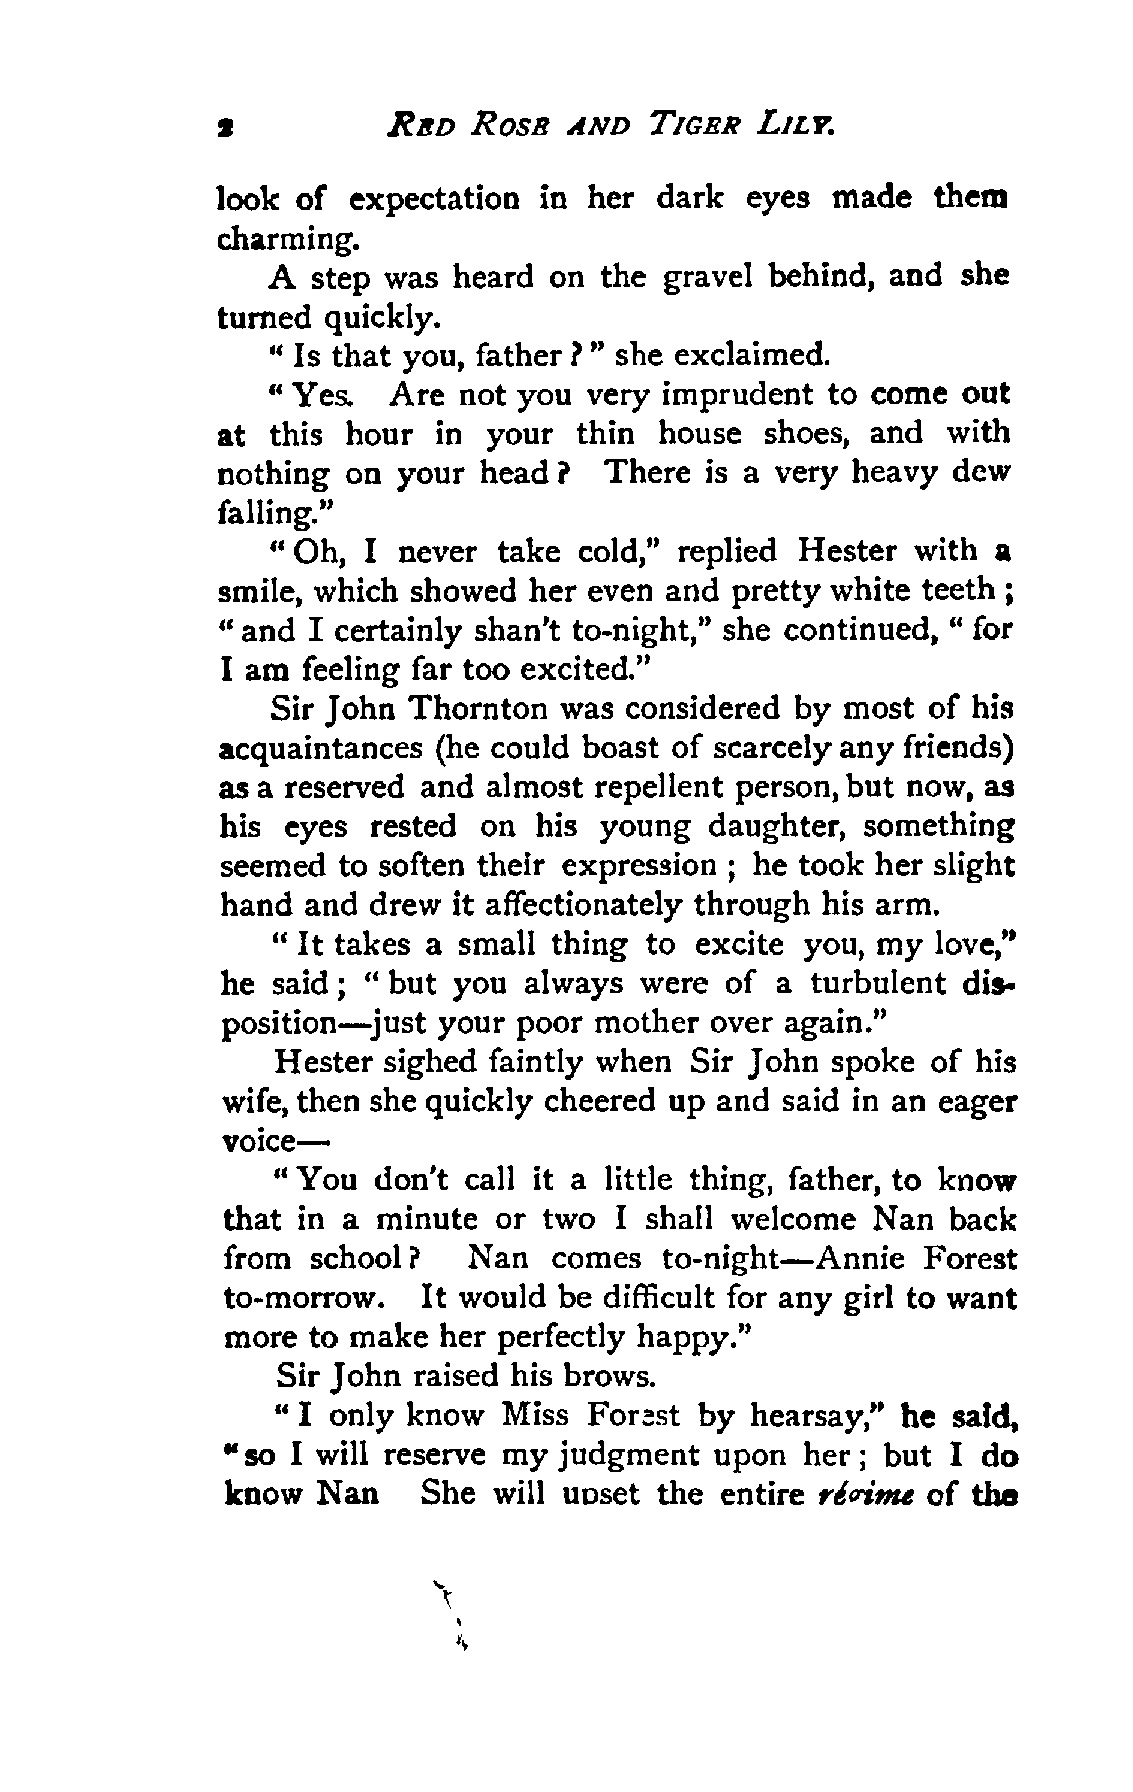 2 RED ROSE AND TIGER LILY.
look of expectation in her dark eyes made them
charming.
A step was heard on the gravel behind, and she
turned quickly.
" Is that you, father ? " she exclaimed.
" Yes. Are not you very imprudent to come out
at this hour in your thin house shoes, and with
nothing on your head ? There is a very heavy dew
falling."
" Oh, I never take cold," replied Hester with a
smile, which showed her even and pretty white teeth ;
" and I certainly shan't to-night," she continued, " for
I am feeling far too excited."
Sir John Thornton was considered by most of his
acquaintances (he could boast of scarcely any friends)
as a reserved and almost repellent person, but now, as
his eyes rested on his young daughter, something
seemed to soften their expression ; he took her slight
hand and drew it affectionately through his arm.
" It takes a small thing to excite you, my love,"
he said ; " but you always were of a turbulent dis-
position—just your poor mother over again."
Hester sighed faintly when Sir John spoke of his
wife, then she quickly cheered up and said in an eager
voice—
" You don't call it a little thing, father, to know
that in a minute or two I shall welcome Nan back
from school ? Nan comes to-night—Annie Forest
to-morrow. It would be difficult for any girl to want
more to make her perfectly happy."
Sir John raised his brows.
" I only know Miss Forest by hearsay," he said,
" so I will reserve my judgment upon her ; but I do
know Nan She will upset the entire régime of the